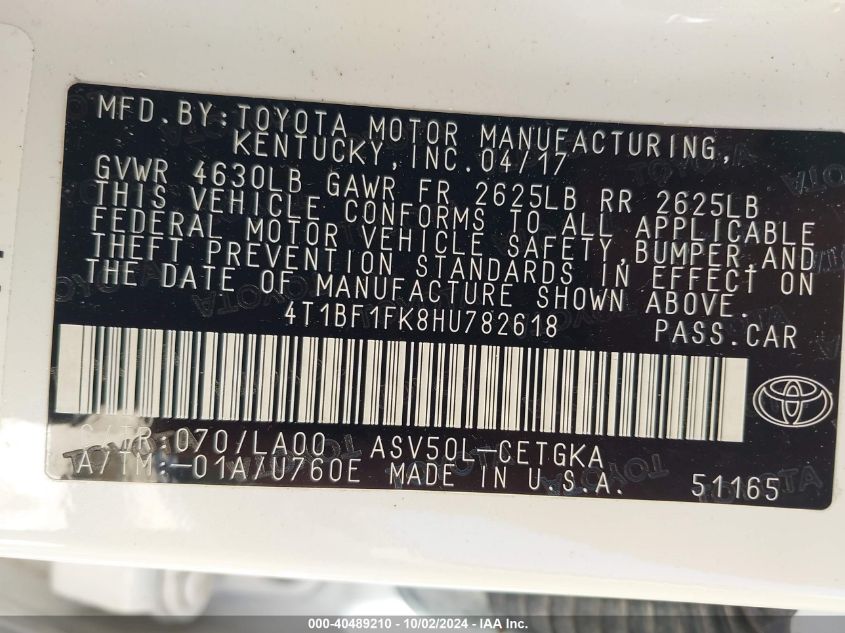 MFD.BY:TOYOTA MOTOR MANUFACTURING,
KENTUCKY,INC.04/17
GVWR 4630LB GAWR FR 2625LB RR 2625LB
THIS VEHICLE CONFORMS TO ALL APPLICABLE
FEDERAL MOTOR VEHICLE SAFETY,BUMPER,AND
THEFT PREVENTION STANDARDS IN EFFECT ON
THE DATE OF MANUFACTURE SHOWN ABOVE.
4T1BF1FK8HU782618 PASS.CAR
C/TR:070/LA00 ASV50L-CETGKA
A/TM:-01A/U760E MADE IN U.S.A. 51165
000-40489210 - 10/02/2024 - IAA Inc.